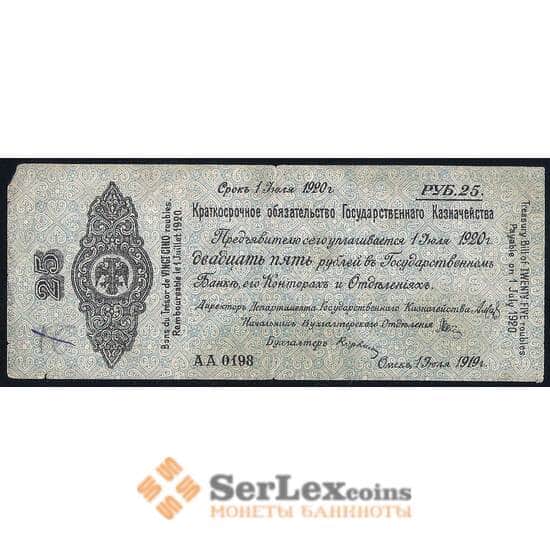 Срокъ 1 Іюля 1920 г.
РУБ. 25.
Краткосрочное обязательство Государственнаго Казначейства
Предъявителю сего уплачивается 1 Іюля 1920 г.
двадцать пять рублей въ Государственномъ
Банкѣ, его Конторахъ и Отдѣленіяхъ.
Директоръ Департамента Государственнаго Казначейства
Начальникъ Бухгалтерскаго Отдѣленія
Бухгалтеръ
АА 0198
Омскъ, 1 Іюля 1919 г.
25
Bons du Trésor de VINGT CINQ roubles.
Remboursable le 1 Juillet 1920.
Treasury Bill of TWENTY FIVE roubles.
Payable on 1 July 1920
SerLexcoins
МОНЕТЫ БАНКНОТЫ